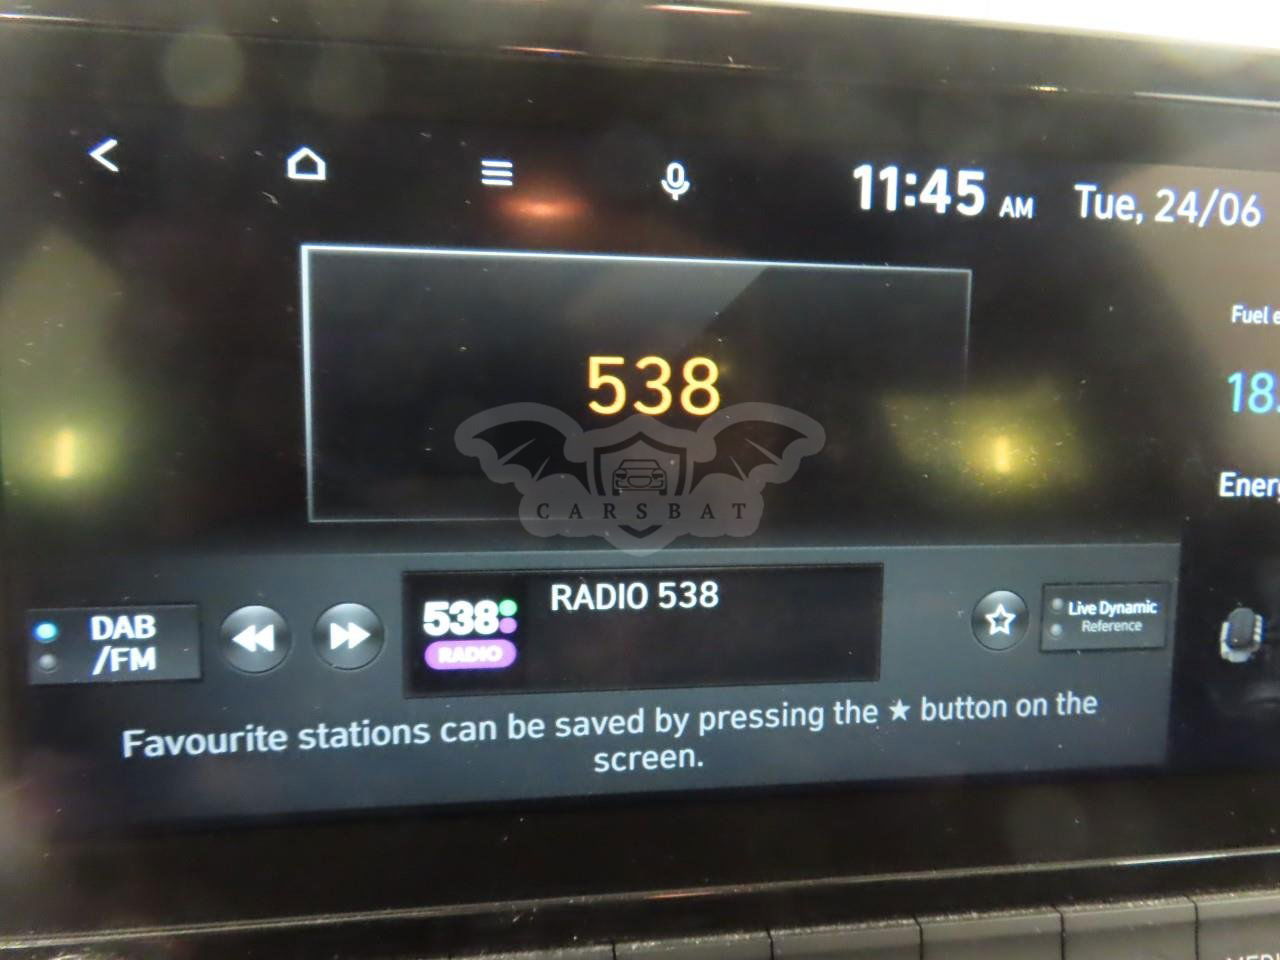 11:45 AM Tue, 24/06
Fuel
538
18.
CARSBAT
DAB
/FM
538
RADIO
RADIO 538
Live Dynamic
Reference
Favourite stations can be saved by pressing the ★ button on the
screen.